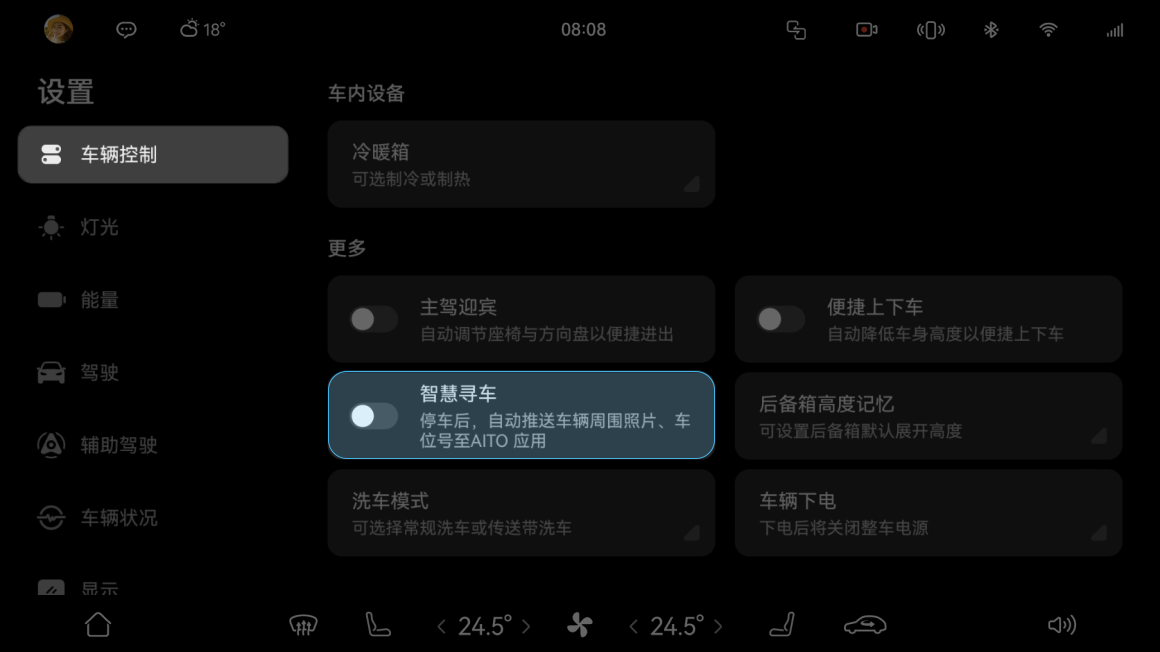 18°
08:08
设置
车辆控制
灯光
能量
驾驶
辅助驾驶
车辆状况
显示
车内设备
冷暖箱
可选制冷或制热
更多
主驾迎宾
自动调节座椅与方向盘以便捷进出
便捷上下车
自动降低车身高度以便捷上下车
智慧寻车
停车后，自动推送车辆周围照片、车
位号至AITO 应用
后备箱高度记忆
可设置后备箱默认展开高度
洗车模式
可选择常规洗车或传送带洗车
车辆下电
下电后将关闭整车电源
24.5°
24.5°